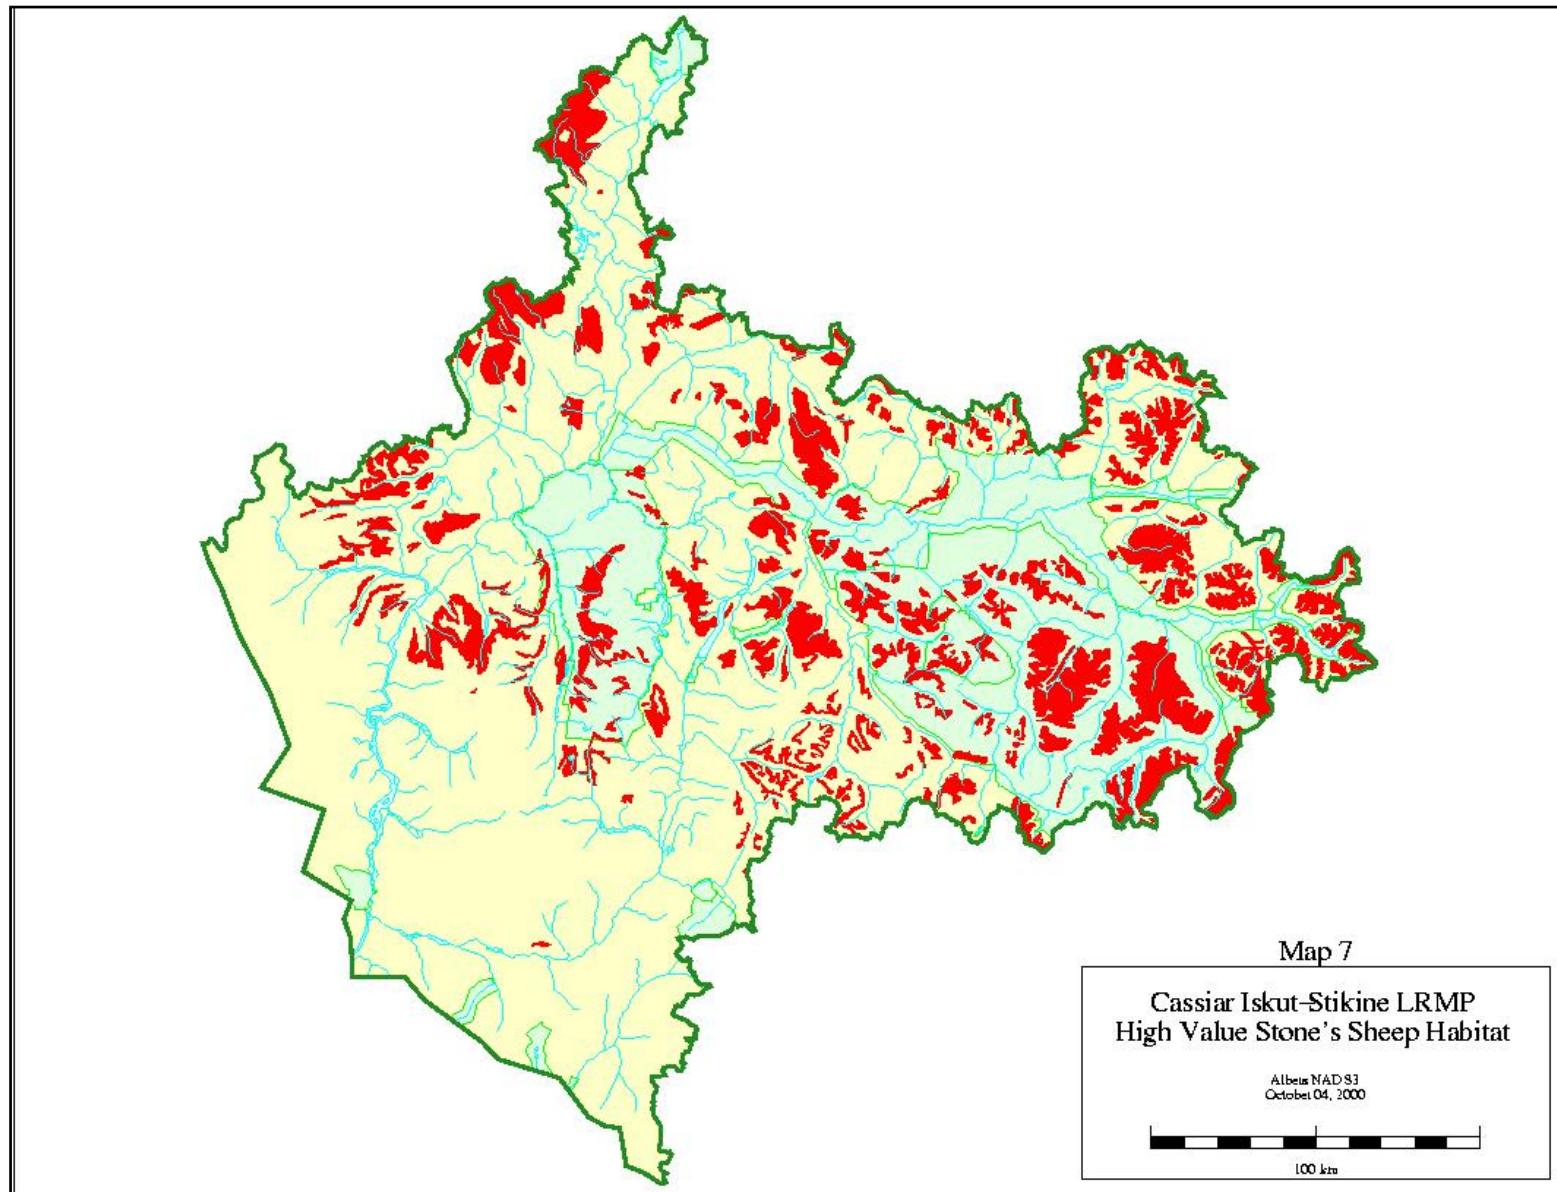 Map 7
Cassiar Iskut-Stikine LRMP
High Value Stone's Sheep Habitat
Albers NAD 83
October 04, 2000
100 km